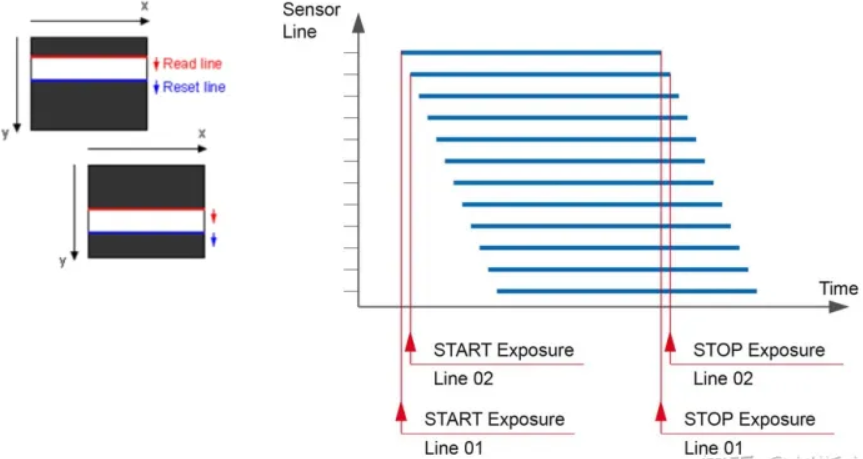 x
Read line
Reset line
y
x
y
Sensor
Line
Time
START Exposure
Line 02
STOP Exposure
Line 02
START Exposure
Line 01
STOP Exposure
Line 01